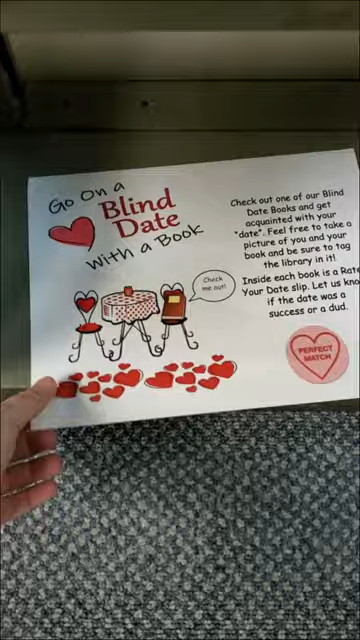 Go On a
Blind
Date
With a Book
Check
me out!
Check out one of our Blind
Date Books and get
acquainted with your
"date". Feel free to take a
picture of you and your
book and be sure to tag
the library in it!
Inside each book is a Rate
Your Date slip. Let us kno
if the date was a
success or a dud.
PERFECT
MATCH